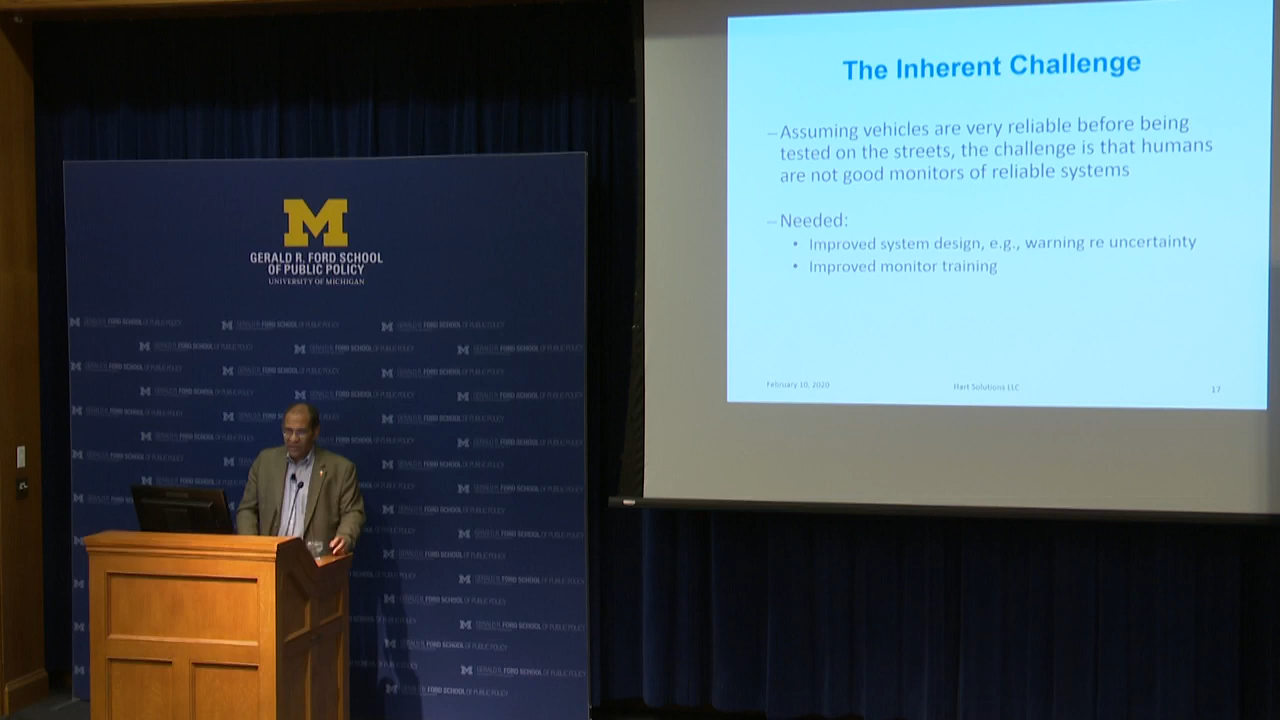 M
GERALD R. FORD SCHOOL
OF PUBLIC POLICY
UNIVERSITY OF MICHIGAN
The Inherent Challenge
– Assuming vehicles are very reliable before being
tested on the streets, the challenge is that humans
are not good monitors of reliable systems
– Needed:
• Improved system design, e.g., warning re uncertainty
• Improved monitor training
February 10, 2020
Hart Solutions LLC
17